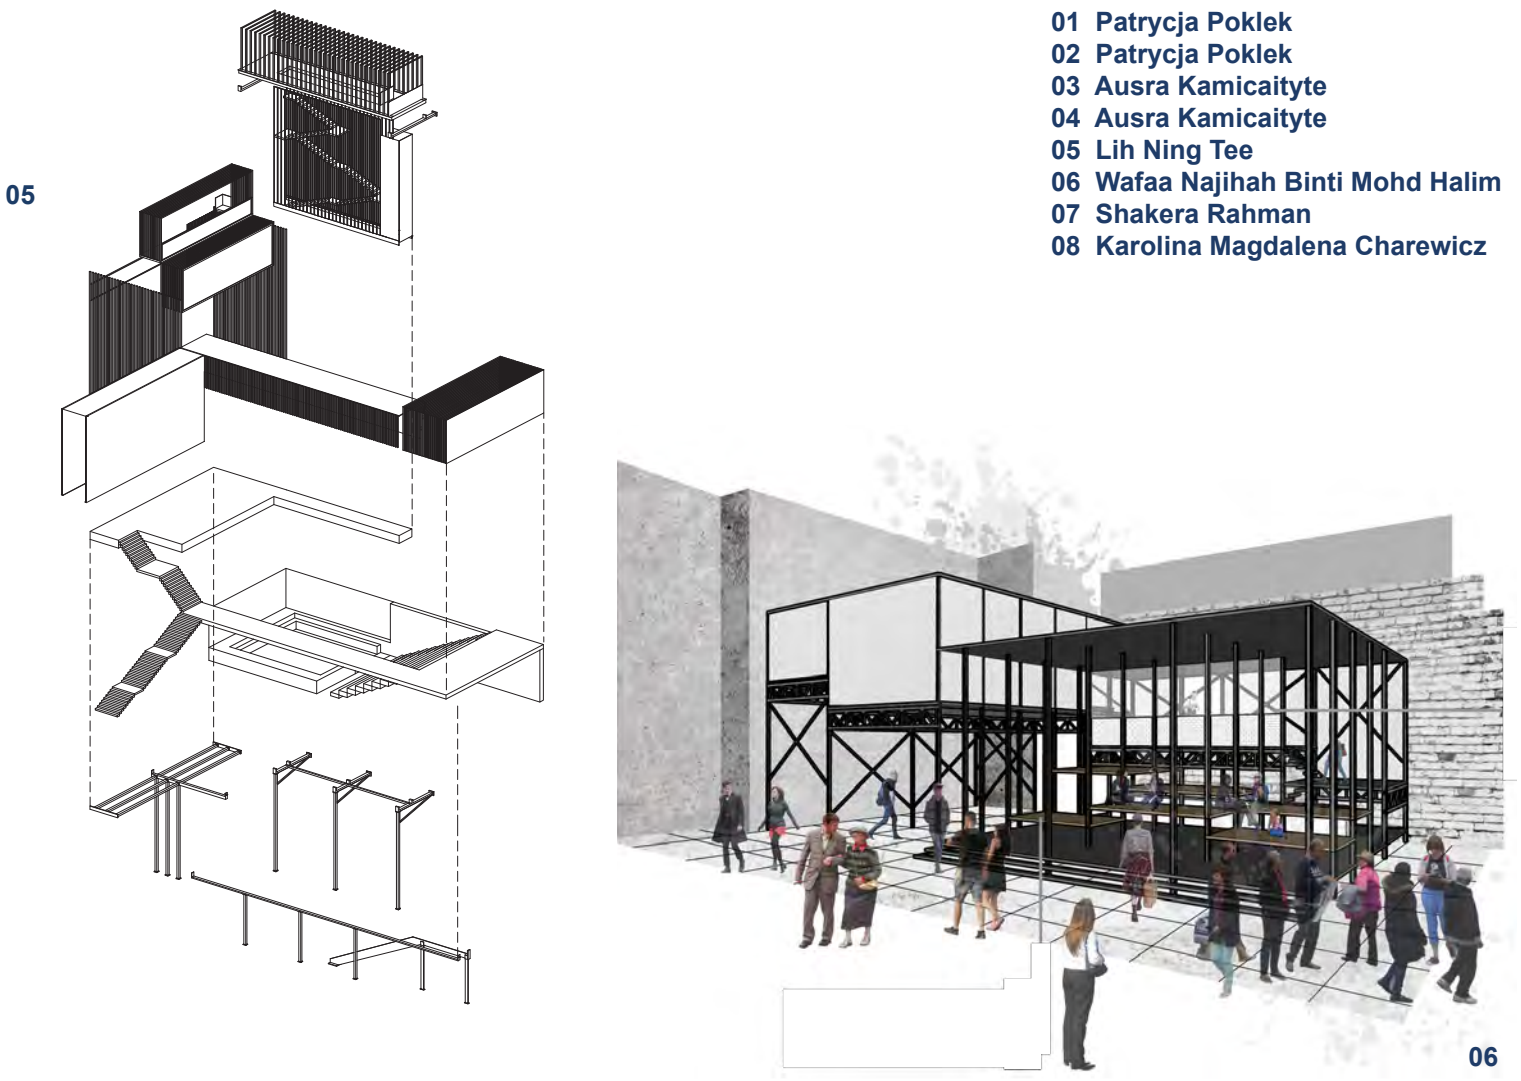 01 Patrycja Poklek
02 Patrycja Poklek
03 Ausra Kamicaityte
04 Ausra Kamicaityte
05 Lih Ning Tee
06 Wafaa Najihah Binti Mohd Halim
07 Shakera Rahman
08 Karolina Magdalena Charewicz
05
06